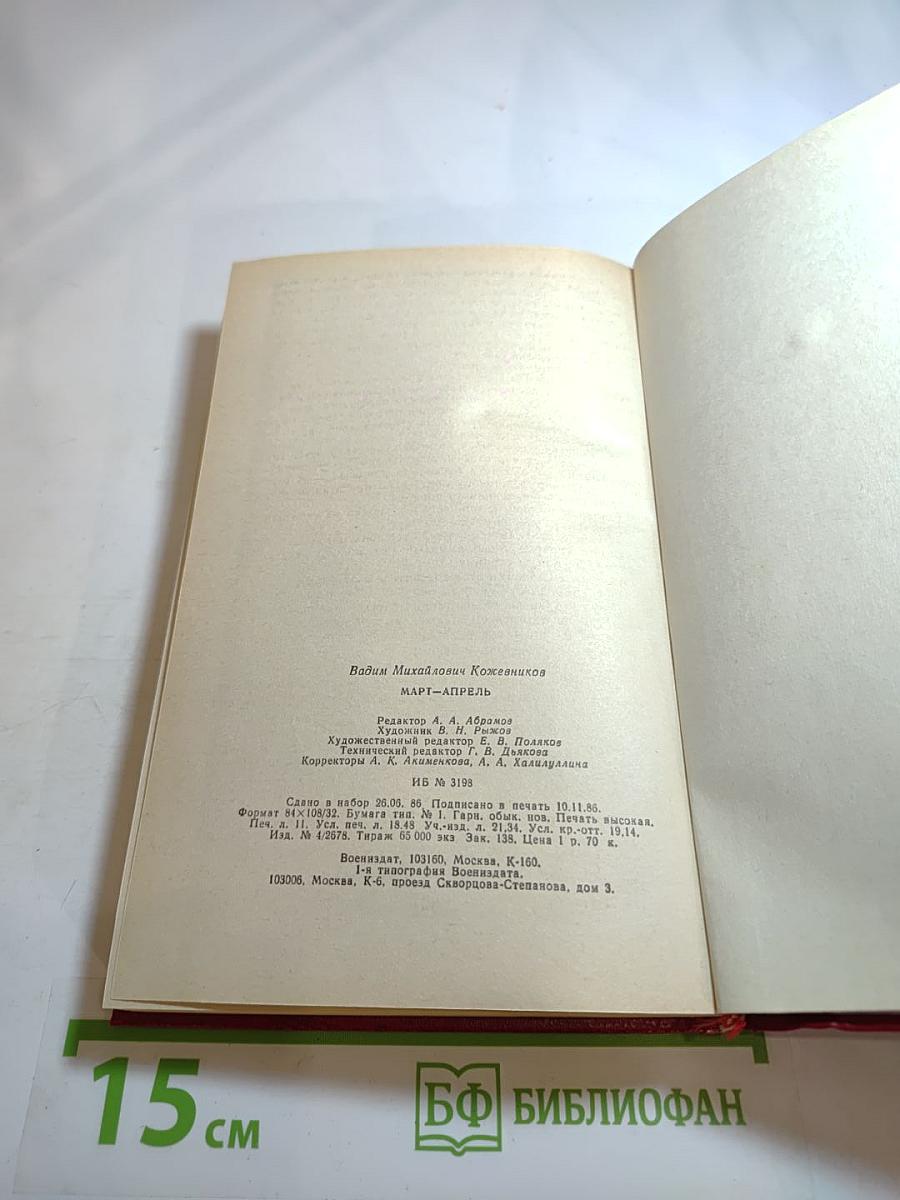 Вадим Михайлович Кожевников
МАРТ—АПРЕЛЬ
Редактор А. А. Абрамов
Художник В. Н. Рыжов
Художественный редактор Е. В. Поляков
Технический редактор Г. В. Дьякова
Корректоры А. К. Акименкова, А. А. Халилуллина
ИБ № 3198
Сдано в набор 26.06. 86 Подписано в печать 10.11.86.
Формат 84×108/32. Бумага тип. № 1. Гарн. обык. нов. Печать высокая.
Печ. л. 11. Усл. печ. л. 18.48 Уч.-изд. л. 21,34. Усл. кр.-отт. 19,14.
Изд. № 4/2678. Тираж 65 000 экз Зак. 138. Цена 1 р. 70 к.
Воениздат, 103160, Москва, К-160.
1-я типография Воениздата.
103006, Москва, К-6, проезд Скворцова-Степанова, дом 3.
15 см
БФ БИБЛИОФАН